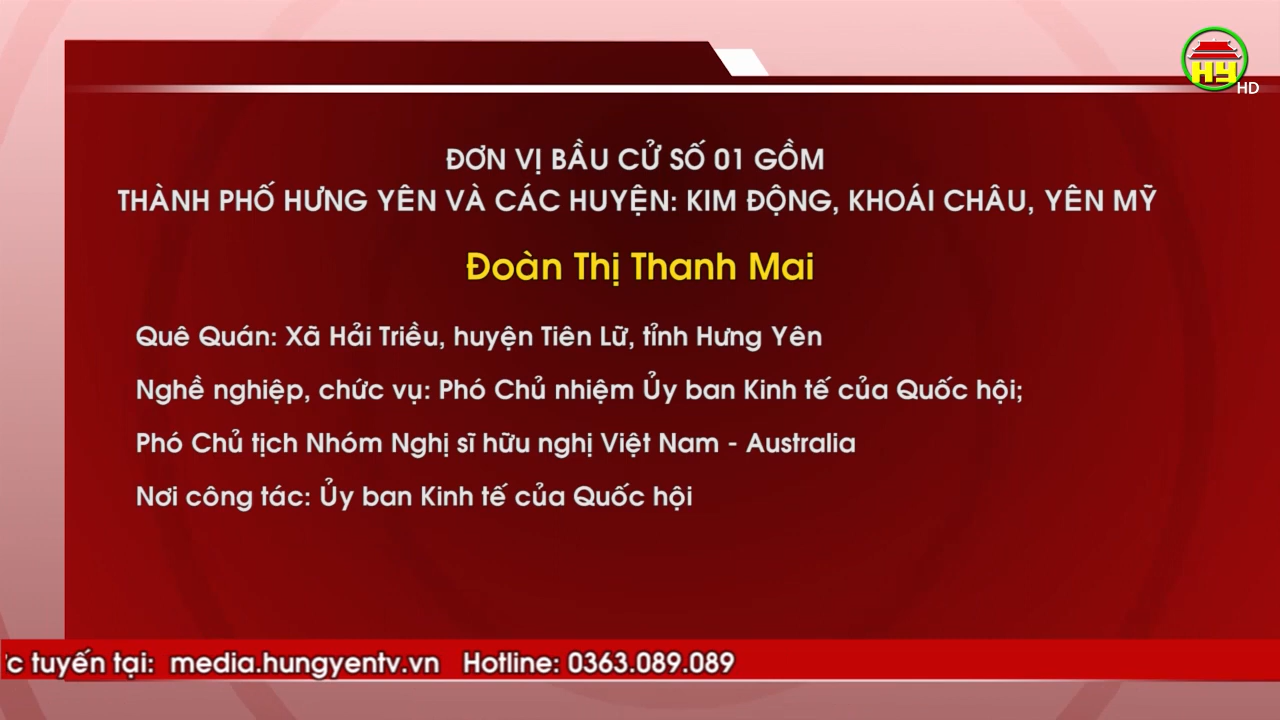 HY
HD
ĐƠN VỊ BẦU CỬ SỐ 01 GỒM
THÀNH PHỐ HƯNG YÊN VÀ CÁC HUYỆN: KIM ĐỘNG, KHOÁI CHÂU, YÊN MỸ
Đoàn Thị Thanh Mai
Quê Quán: Xã Hải Triều, huyện Tiên Lữ, tỉnh Hưng Yên
Nghề nghiệp, chức vụ: Phó Chủ nhiệm Ủy ban Kinh tế của Quốc hội;
Phó Chủ tịch Nhóm Nghị sĩ hữu nghị Việt Nam - Australia
Nơi công tác: Ủy ban Kinh tế của Quốc hội
tuyến tại: media.hungyentv.vn Hotline: 0363.089.089